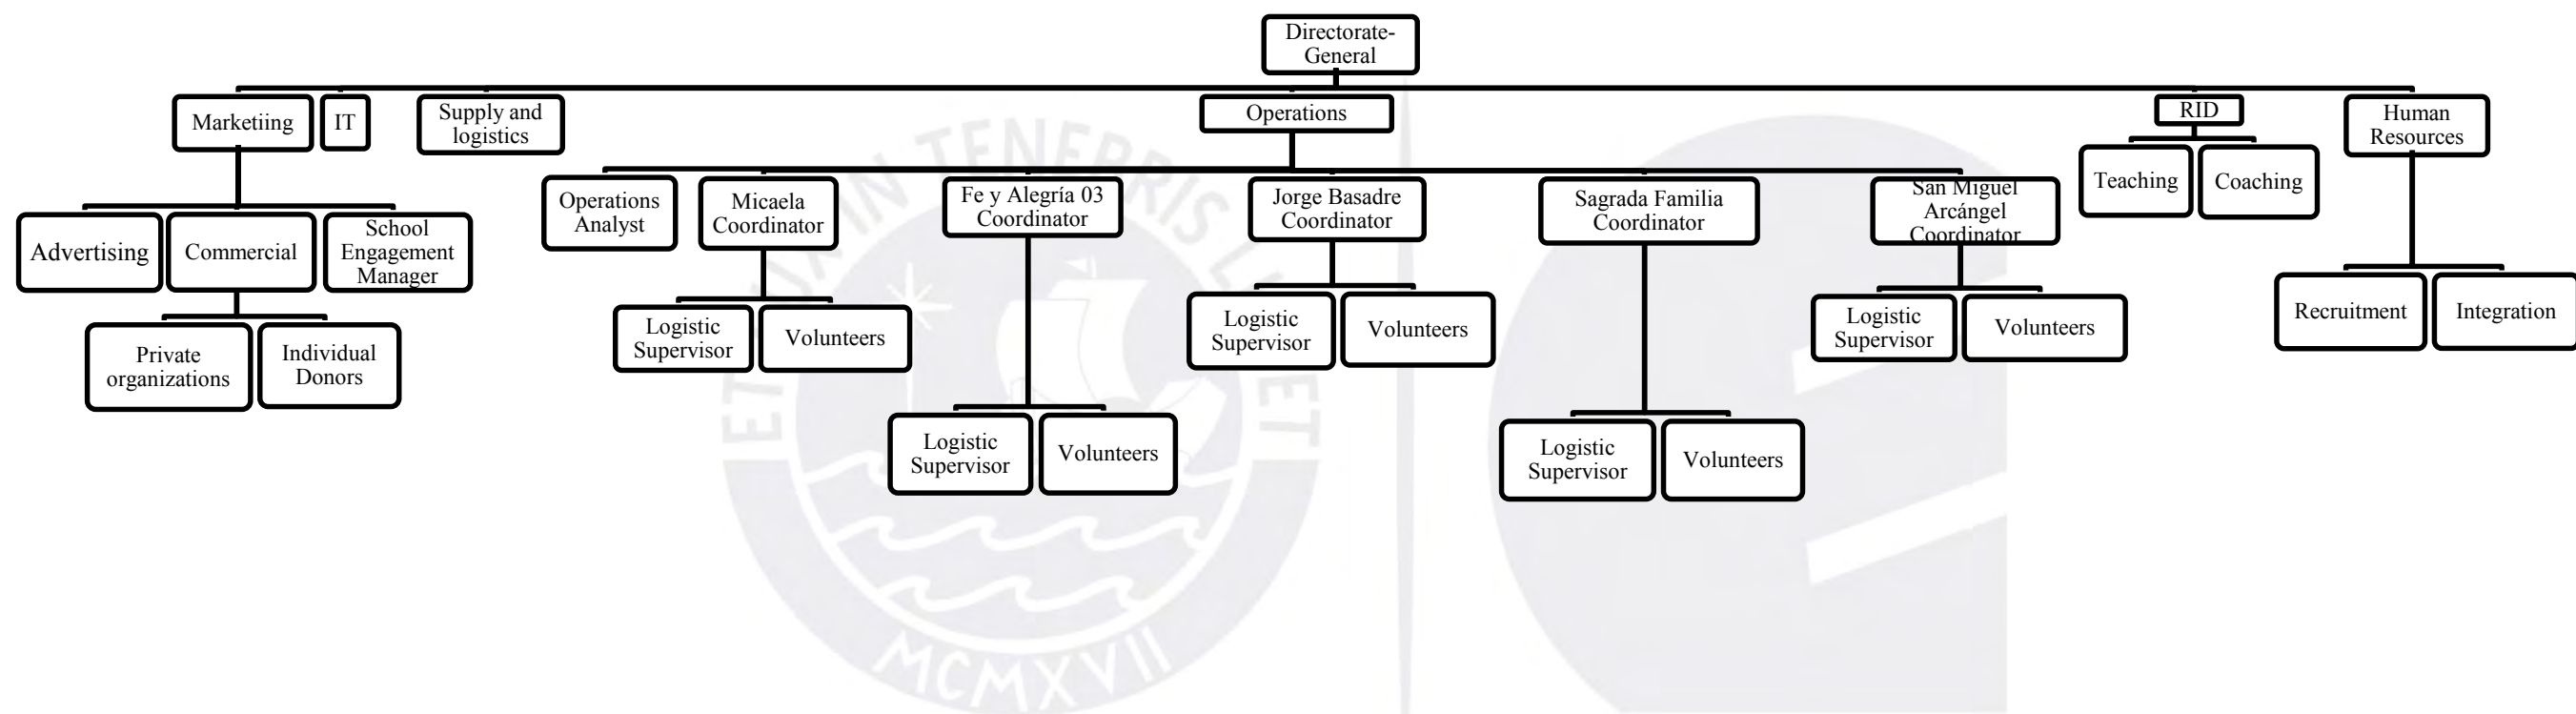 Directorate-
General
Marketiing
IT
Supply and
logistics
Operations
RID
Human
Resources
Advertising
Commercial
School
Engagement
Manager
Private
organizations
Individual
Donors
Operations
Analyst
Micaela
Coordinator
Logistic
Supervisor
Volunteers
Fe y Alegría 03
Coordinator
Logistic
Supervisor
Volunteers
Jorge Basadre
Coordinator
Logistic
Supervisor
Volunteers
Sagrada Familia
Coordinator
Logistic
Supervisor
Volunteers
San Miguel
Arcángel
Coordinator
Logistic
Supervisor
Volunteers
Teaching
Coaching
Recruitment
Integration
MCMXVII